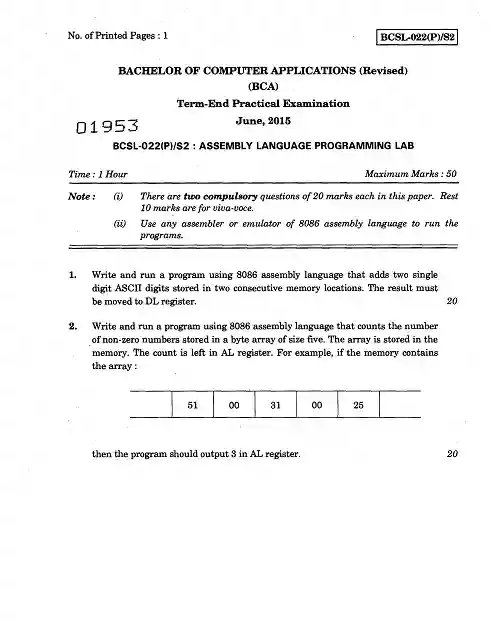 No. of Printed Pages : 1
BCSL-022(P)/S2
BACHELOR OF COMPUTER APPLICATIONS (Revised)
(BCA)
Term-End Practical Examination
01953
June, 2015
BCSL-022(P)/S2 : ASSEMBLY LANGUAGE PROGRAMMING LAB
Time : 1 Hour Maximum Marks : 50
Note : (i) There are two compulsory questions of 20 marks each in this paper. Rest
10 marks are for viva-voce.
(ii) Use any assembler or emulator of 8086 assembly language to run the
programs.
1. Write and run a program using 8086 assembly language that adds two single
digit ASCII digits stored in two consecutive memory locations. The result must
be moved to DL register. 20
2. Write and run a program using 8086 assembly language that counts the number
of non-zero numbers stored in a byte array of size five. The array is stored in the
memory. The count is left in AL register. For example, if the memory contains
the array :
51 00 31 00 25
then the program should output 3 in AL register. 20